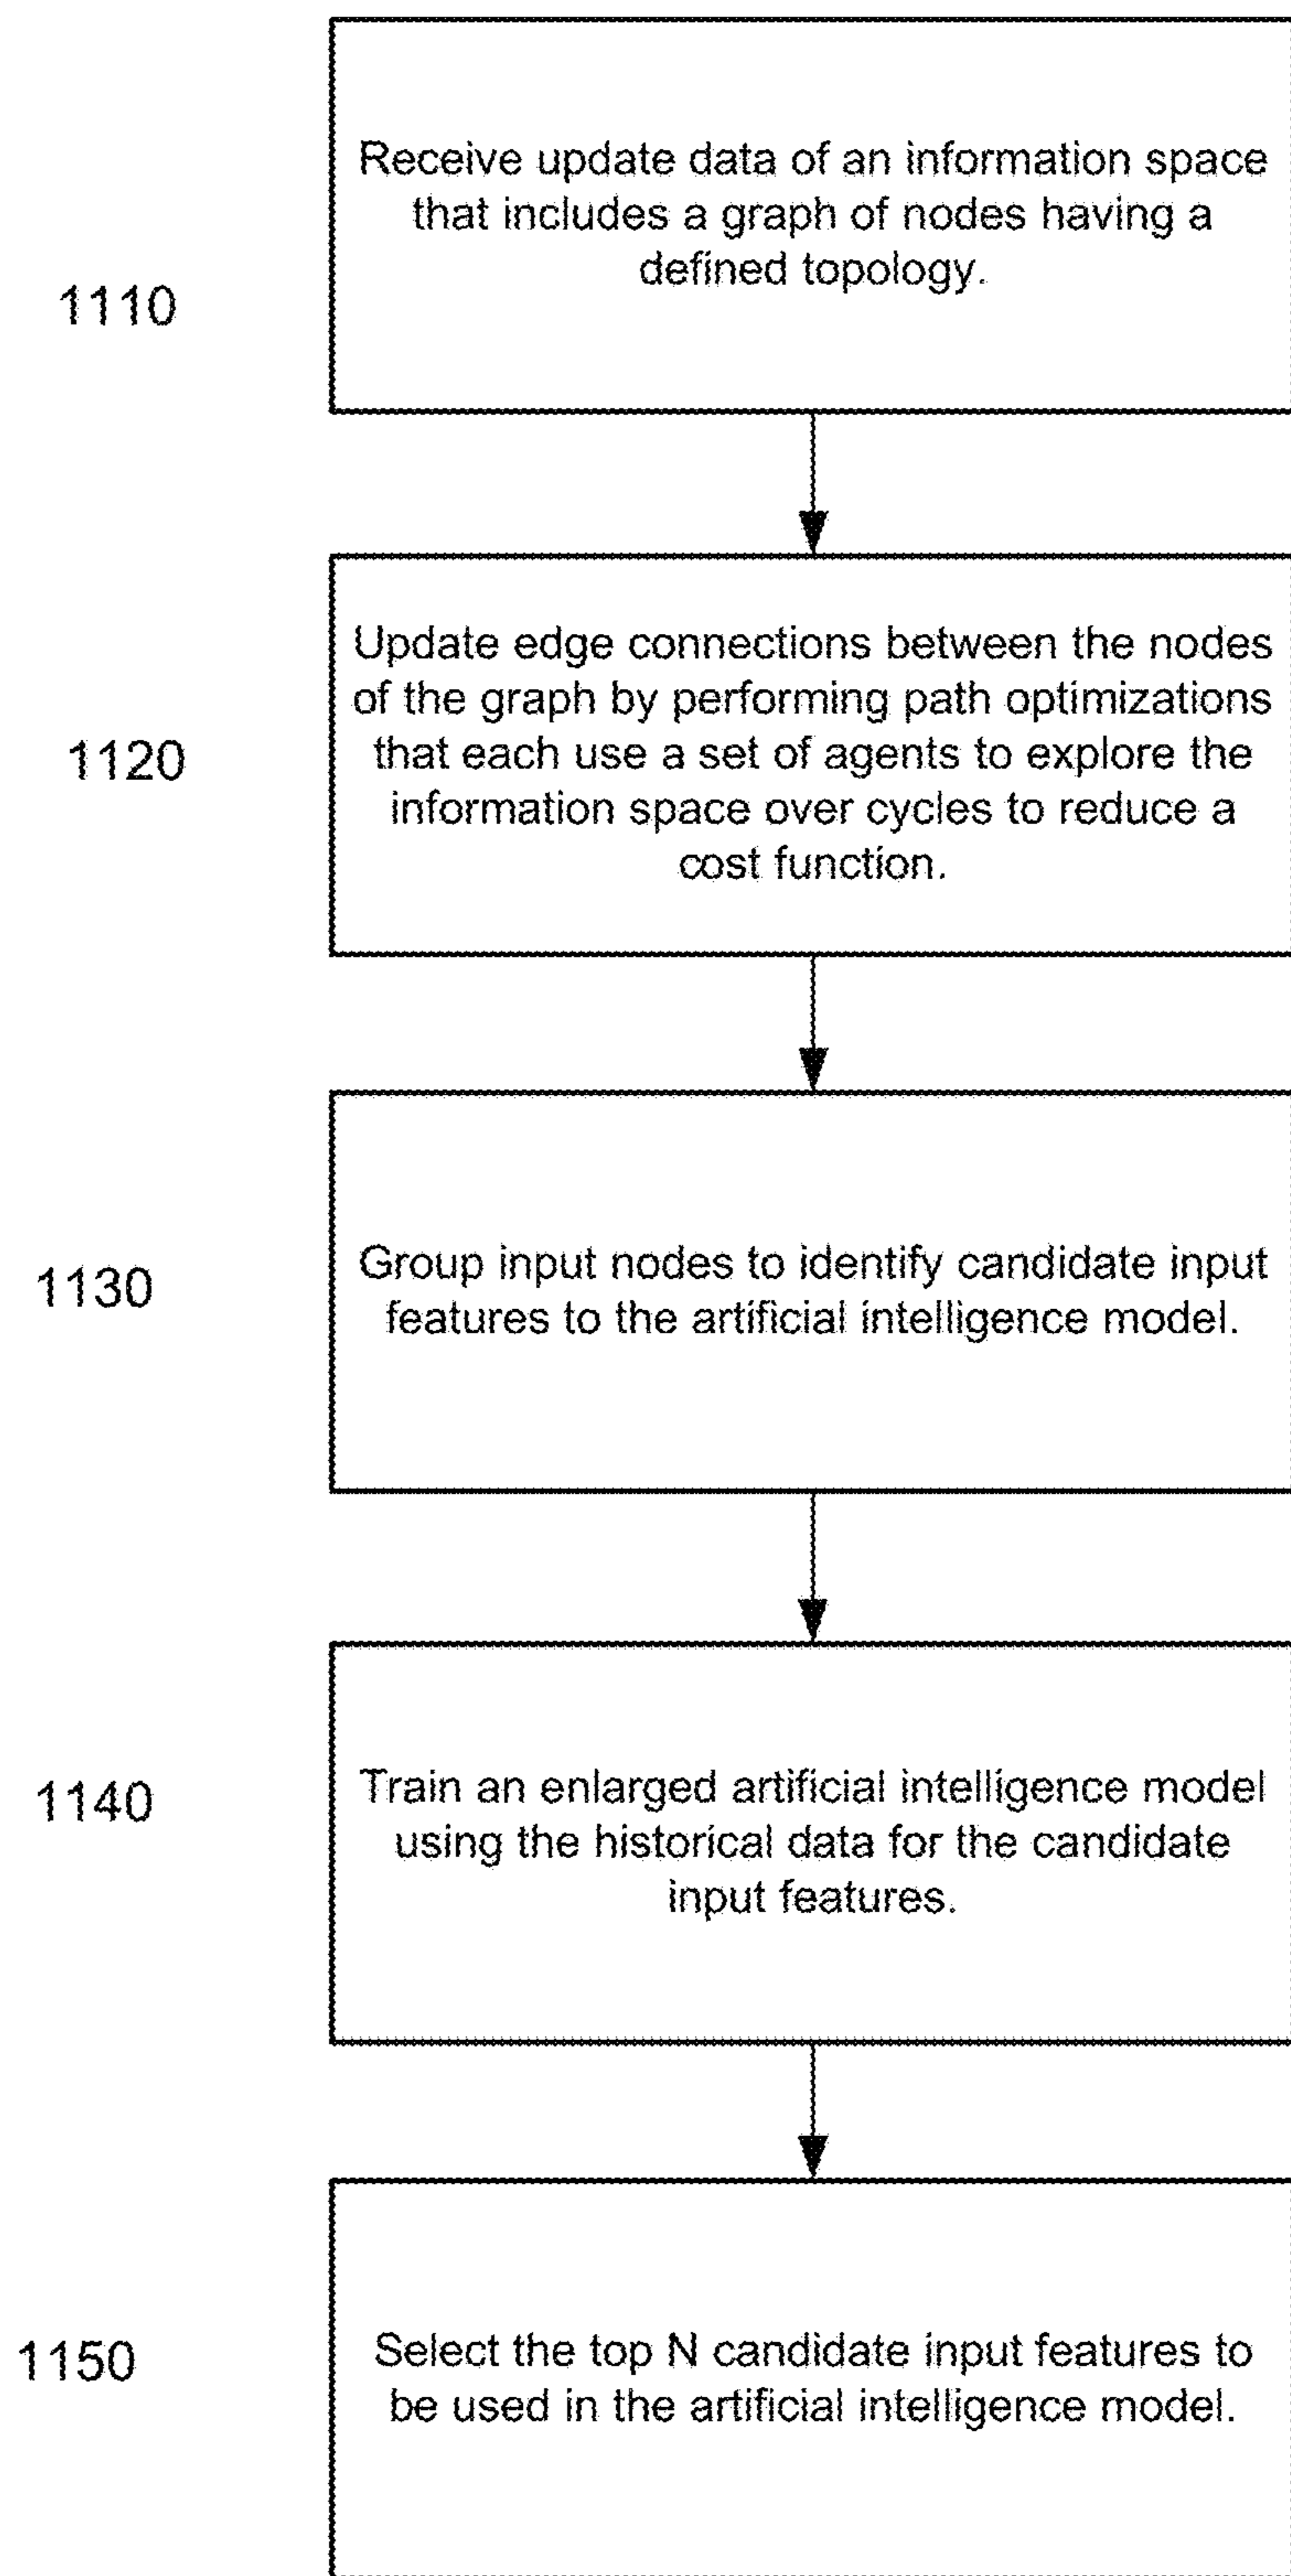 Receive update data of an information space
that includes a graph of nodes having a
defined topology.
1110
Update edge connections between the nodes
of the graph by performing path optimizations
that each use a set of agents to explore the
information space over cycles to reduce a
cost function.
1120
Group input nodes to identify candidate input
features to the artificial intelligence model.
1130
Train an enlarged artificial intelligence model
using the historical data for the candidate
input features.
1140
Select the top N candidate input features to
be used in the artificial intelligence model.
1150